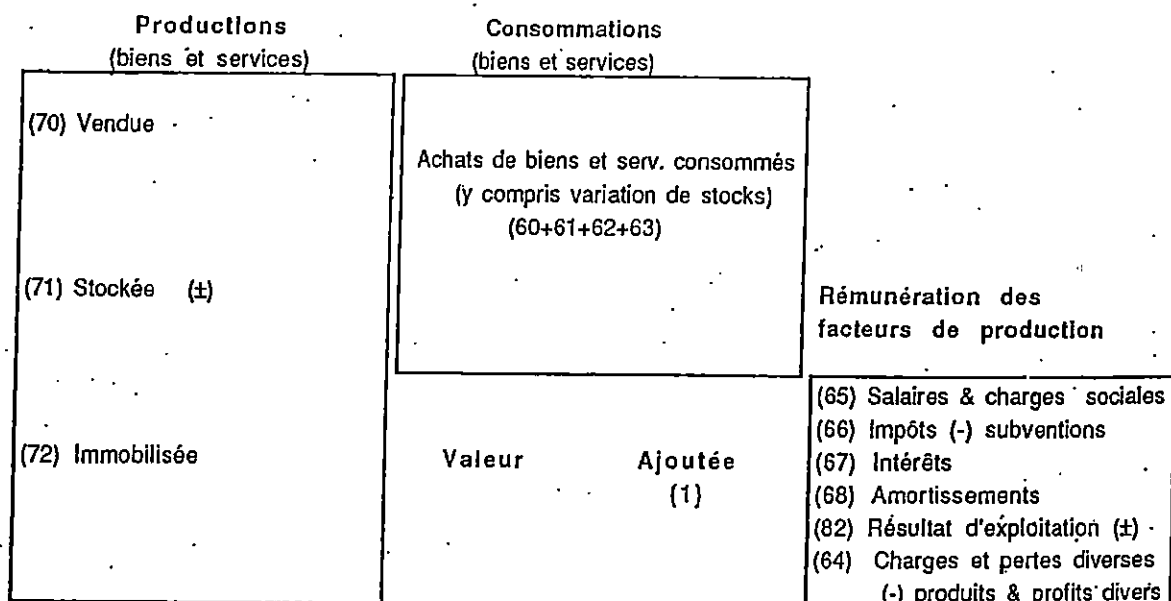 Productions
(biens et services)
Consommations
(biens et services)
(70) Vendue
Achats de biens et serv. consommés
(y compris variation de stocks)
(60+61+62+63)
(71) Stockée (±)
Rémunération des
facteurs de production
(72) Immobilisée
Valeur Ajoutée
(1)
(65) Salaires & charges sociales
(66) Impôts (-) subventions
(67) Intérêts
(68) Amortissements
(82) Résultat d'exploitation (±)
(64) Charges et pertes diverses
(-) produits & profits divers